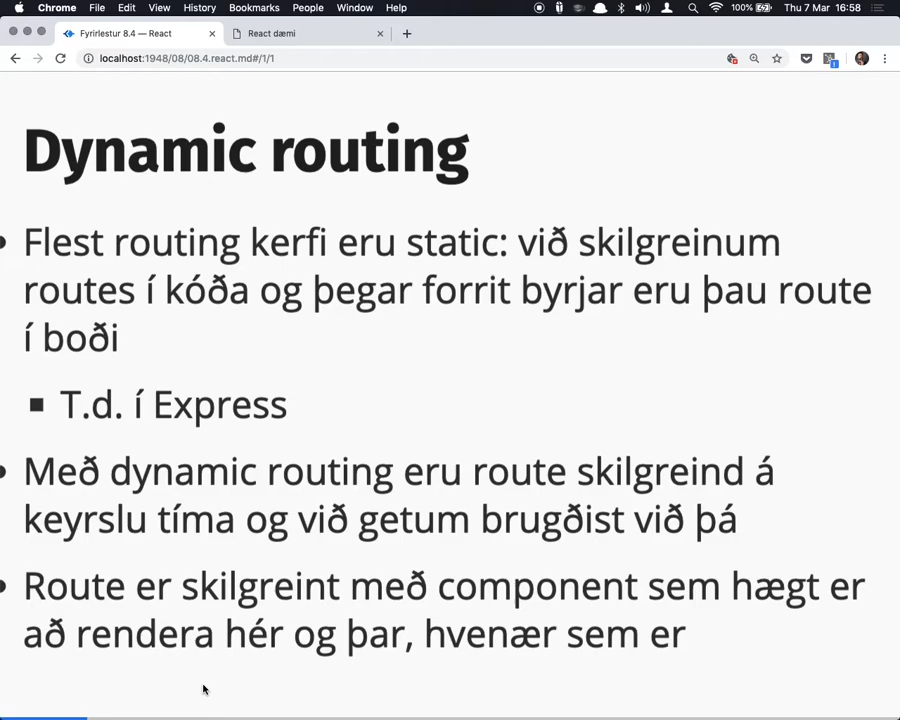 Chrome File Edit View History Bookmarks People Window Help 100% Thu 7 Mar 16:58
Fyrirlestur 8.4 — React React dæmi
localhost:1948/08/08.4.react.md#/1/1
Dynamic routing
Flest routing kerfi eru static: við skilgreinum
routes í kóða og þegar forrit byrjar eru þau route
í boði
T.d. í Express
Með dynamic routing eru route skilgreind á
keyrslu tíma og við getum brugðist við þá
Route er skilgreint með component sem hægt er
að rendera hér og þar, hvenær sem er